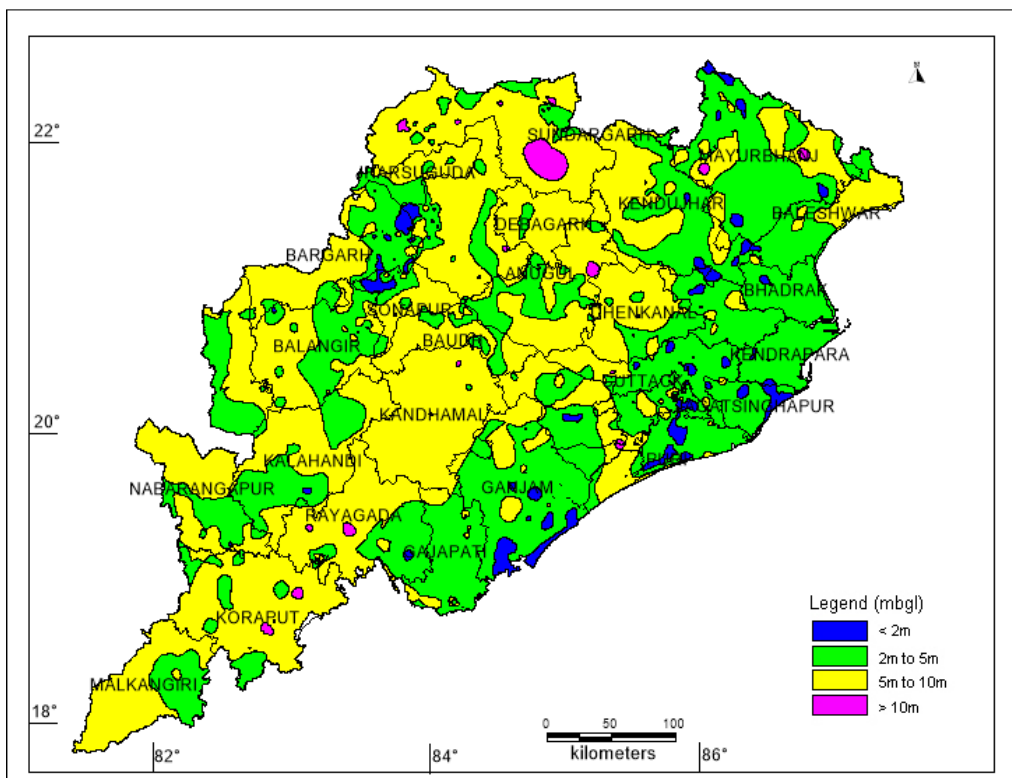 22°
SUNDARGARH
MAYURBHANJ
JHARSUGUDA
KENDUJHAR
BALESHWAR
DEBAGARH
BARGARH
ANUGUL
BHADRAK
SONAPUR
DHENKANAL
BALANGIR
BAUDH
KENDRAPARA
CUTTACK
JAGATSINGHAPUR
20°
KANDHAMAL
KALAHANDI
NABARANGAPUR
GANJAM
RAYAGADA
GAJAPATI
Legend (mbgl)
KORAPUT
< 2m
2m to 5m
MALKANGIRI
5m to 10m
> 10m
18°
0 50 100
kilometers
82° 84° 86°